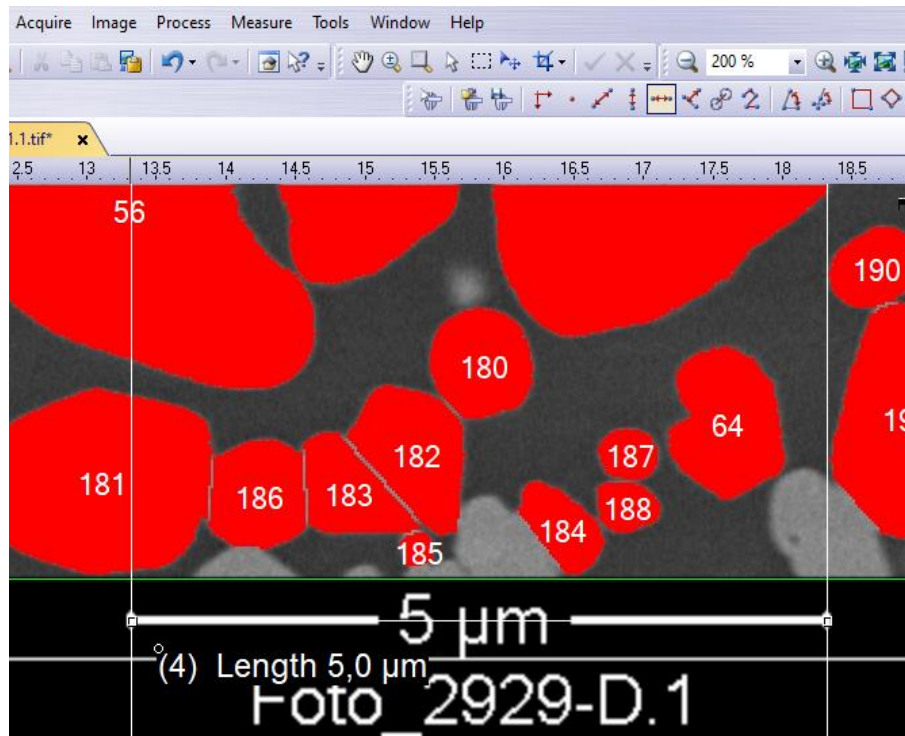 Acquire Image Process Measure Tools Window Help
200 %
1.1.tif*
2.5 13 13.5 14 14.5 15 15.5 16 16.5 17 17.5 18 18.5
56
190
180
64
182
187
181
186
183
188
184
185
5 µm
(4) Length 5,0 µm
Foto_2929-D.1